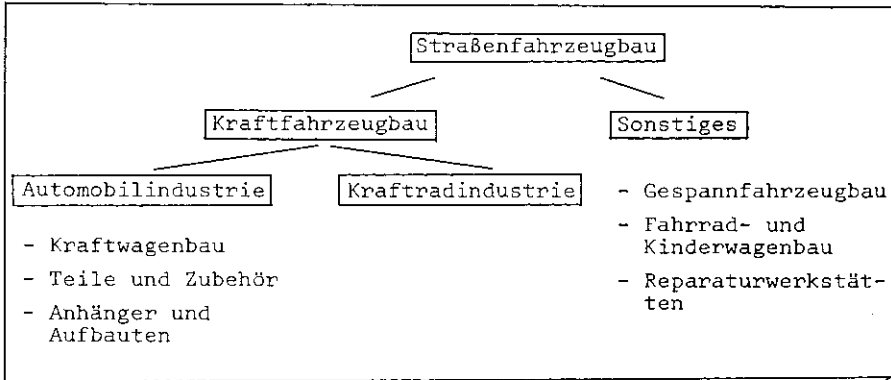 Straßenfahrzeugbau
Kraftfahrzeugbau
Sonstiges
Automobilindustrie
Kraftradindustrie
- Kraftwagenbau
- Teile und Zubehör
- Anhänger und
Aufbauten
- Gespannfahrzeugbau
- Fahrrad- und
Kinderwagenbau
- Reparaturwerkstät-
ten